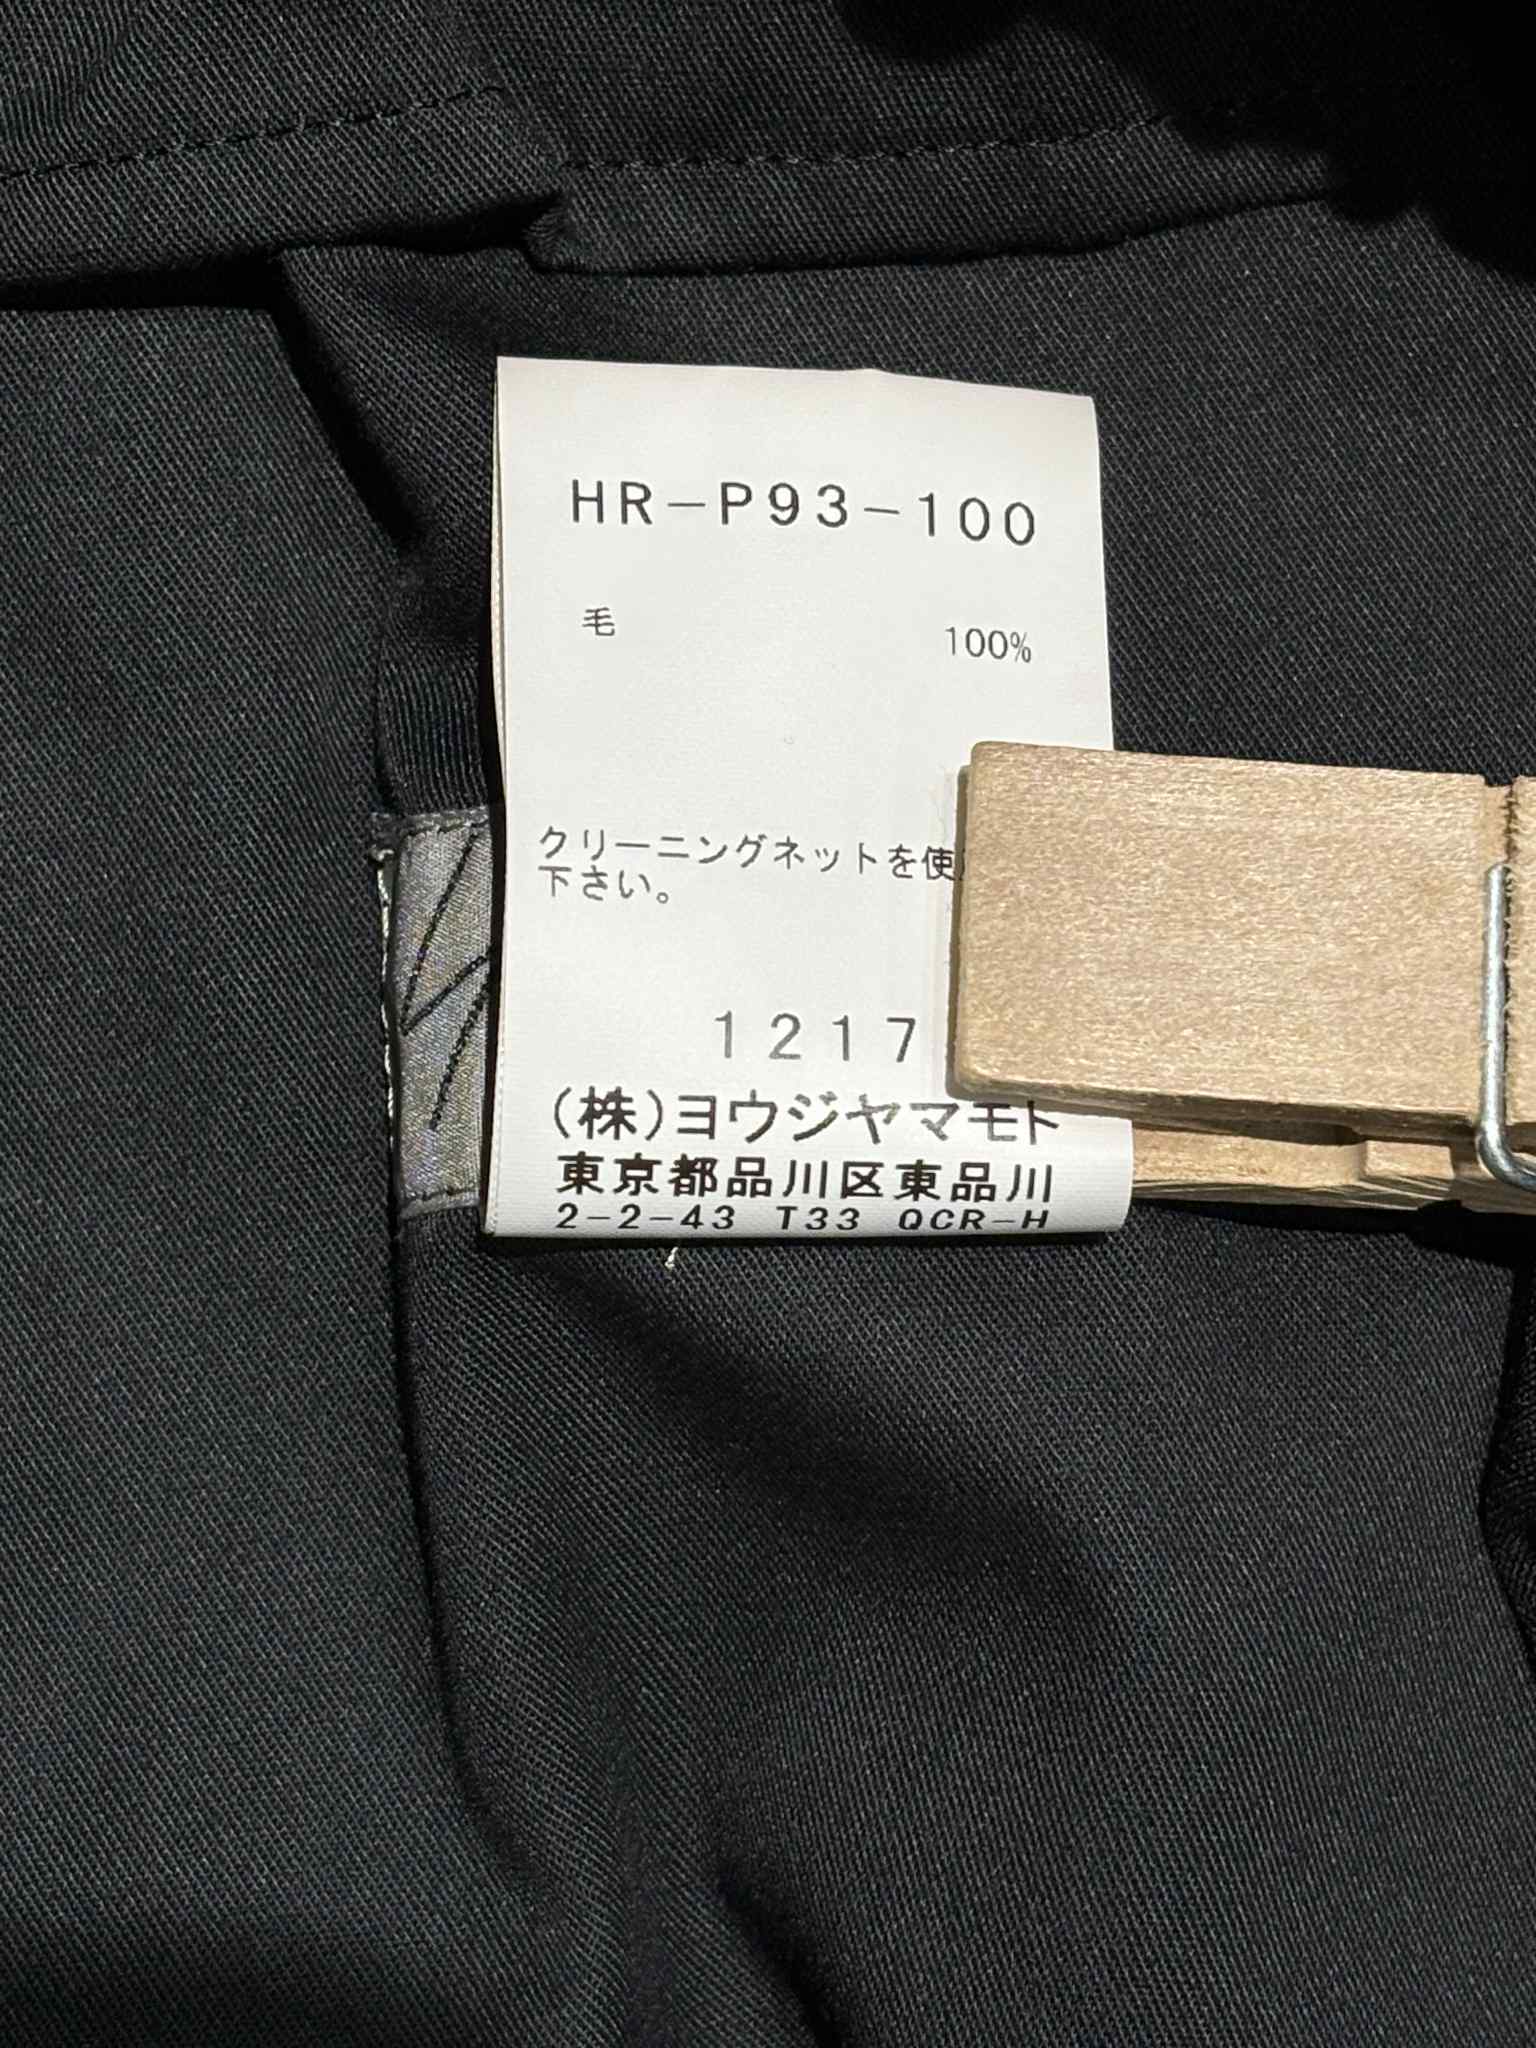 HR-P93-100
毛 100%
クリーニングネットを使
下さい。
1217
(株)ヨウジヤマモト
東京都品川区東品川
2-2-43 T33 QCR-H